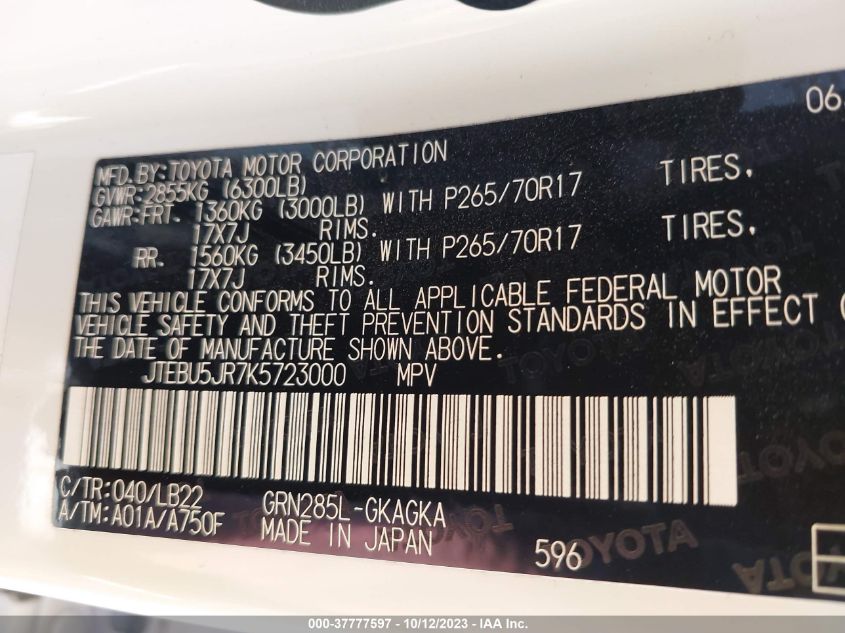 06
MFD.BY:TOYOTA MOTOR CORPORATION
GVWR:2855KG (6300LB)
GAWR:FRT. 1360KG (3000LB) WITH P265/70R17 TIRES,
17X7J RIMS.
RR. 1560KG (3450LB) WITH P265/70R17 TIRES,
17X7J RIMS.
THIS VEHICLE CONFORMS TO ALL APPLICABLE FEDERAL MOTOR
VEHICLE SAFETY AND THEFT PREVENTION STANDARDS IN EFFECT
THE DATE OF MANUFACTURE SHOWN ABOVE.
JTEBU5JR7K5723000 MPV
C/TR:040/LB22 GRN285L-GKAGKA
A/TM:A01A/A750F MADE IN JAPAN 596
TOYOTA
000-37777597 - 10/12/2023 - IAA Inc.